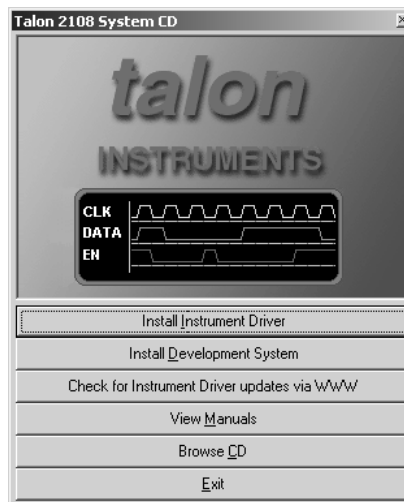 Talon 2108 System CD
talon
INSTRUMENTS
CLK
DATA
EN
Install Instrument Driver
Install Development System
Check for Instrument Driver updates via WWW
View Manuals
Browse CD
Exit